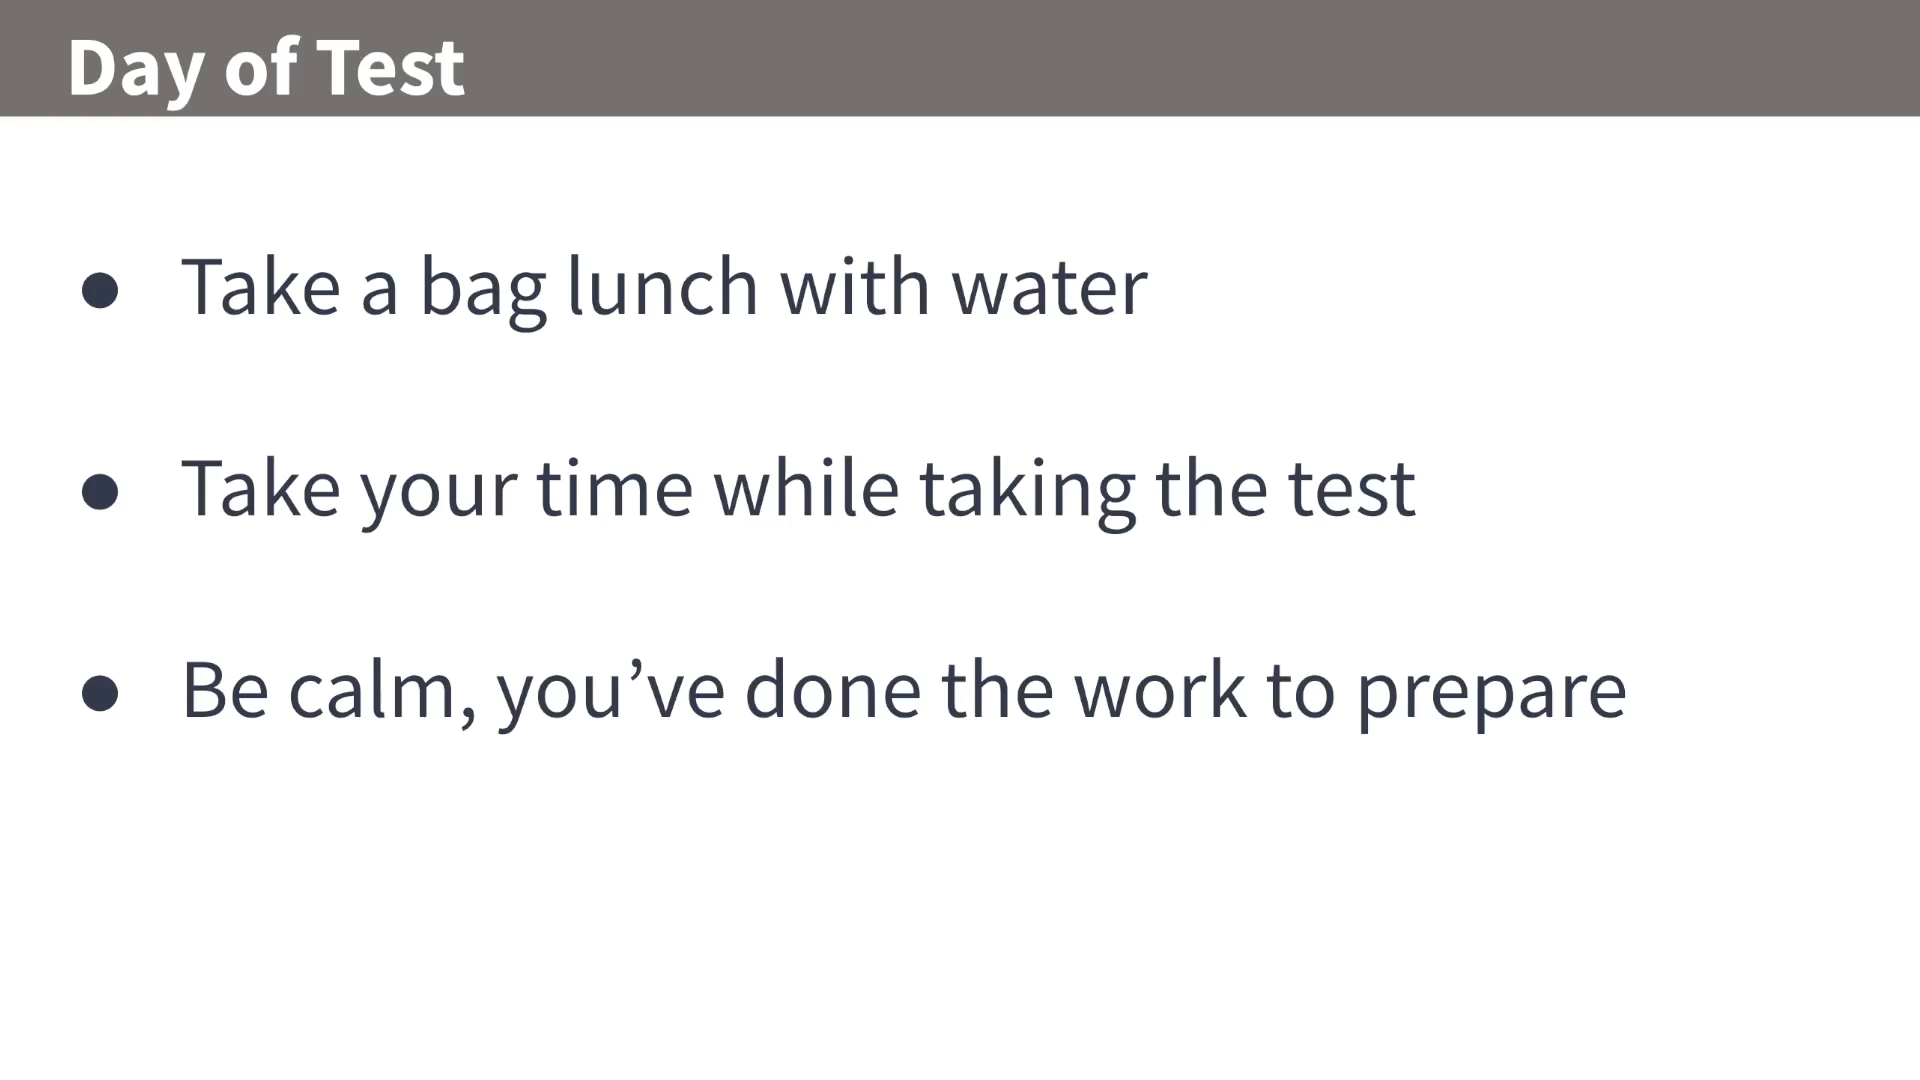 Day of Test
● Take a bag lunch with water
● Take your time while taking the test
● Be calm, you’ve done the work to prepare